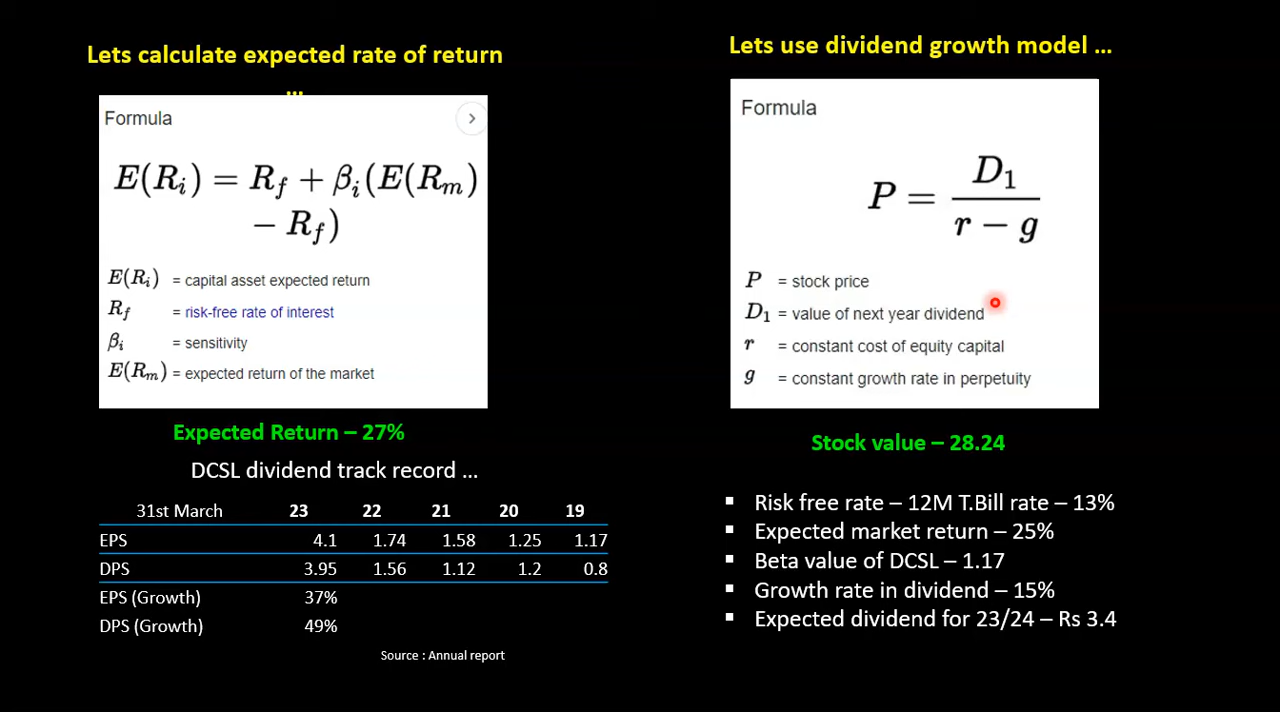 Lets calculate expected rate of return
...
Formula
E(Rᵢ) = R_f + βᵢ(E(R_m)
− R_f)
E(Rᵢ) = capital asset expected return
R_f = risk-free rate of interest
βᵢ = sensitivity
E(R_m) = expected return of the market
Expected Return – 27%
DCSL dividend track record ...
31st March 23 22 21 20 19
EPS 4.1 1.74 1.58 1.25 1.17
DPS 3.95 1.56 1.12 1.2 0.8
EPS (Growth) 37%
DPS (Growth) 49%
Source : Annual report
Lets use dividend growth model ...
Formula
P = D₁ / r − g
P = stock price
D₁ = value of next year dividend
r = constant cost of equity capital
g = constant growth rate in perpetuity
Stock value – 28.24
▪ Risk free rate – 12M T.Bill rate – 13%
▪ Expected market return – 25%
▪ Beta value of DCSL – 1.17
▪ Growth rate in dividend – 15%
▪ Expected dividend for 23/24 – Rs 3.4